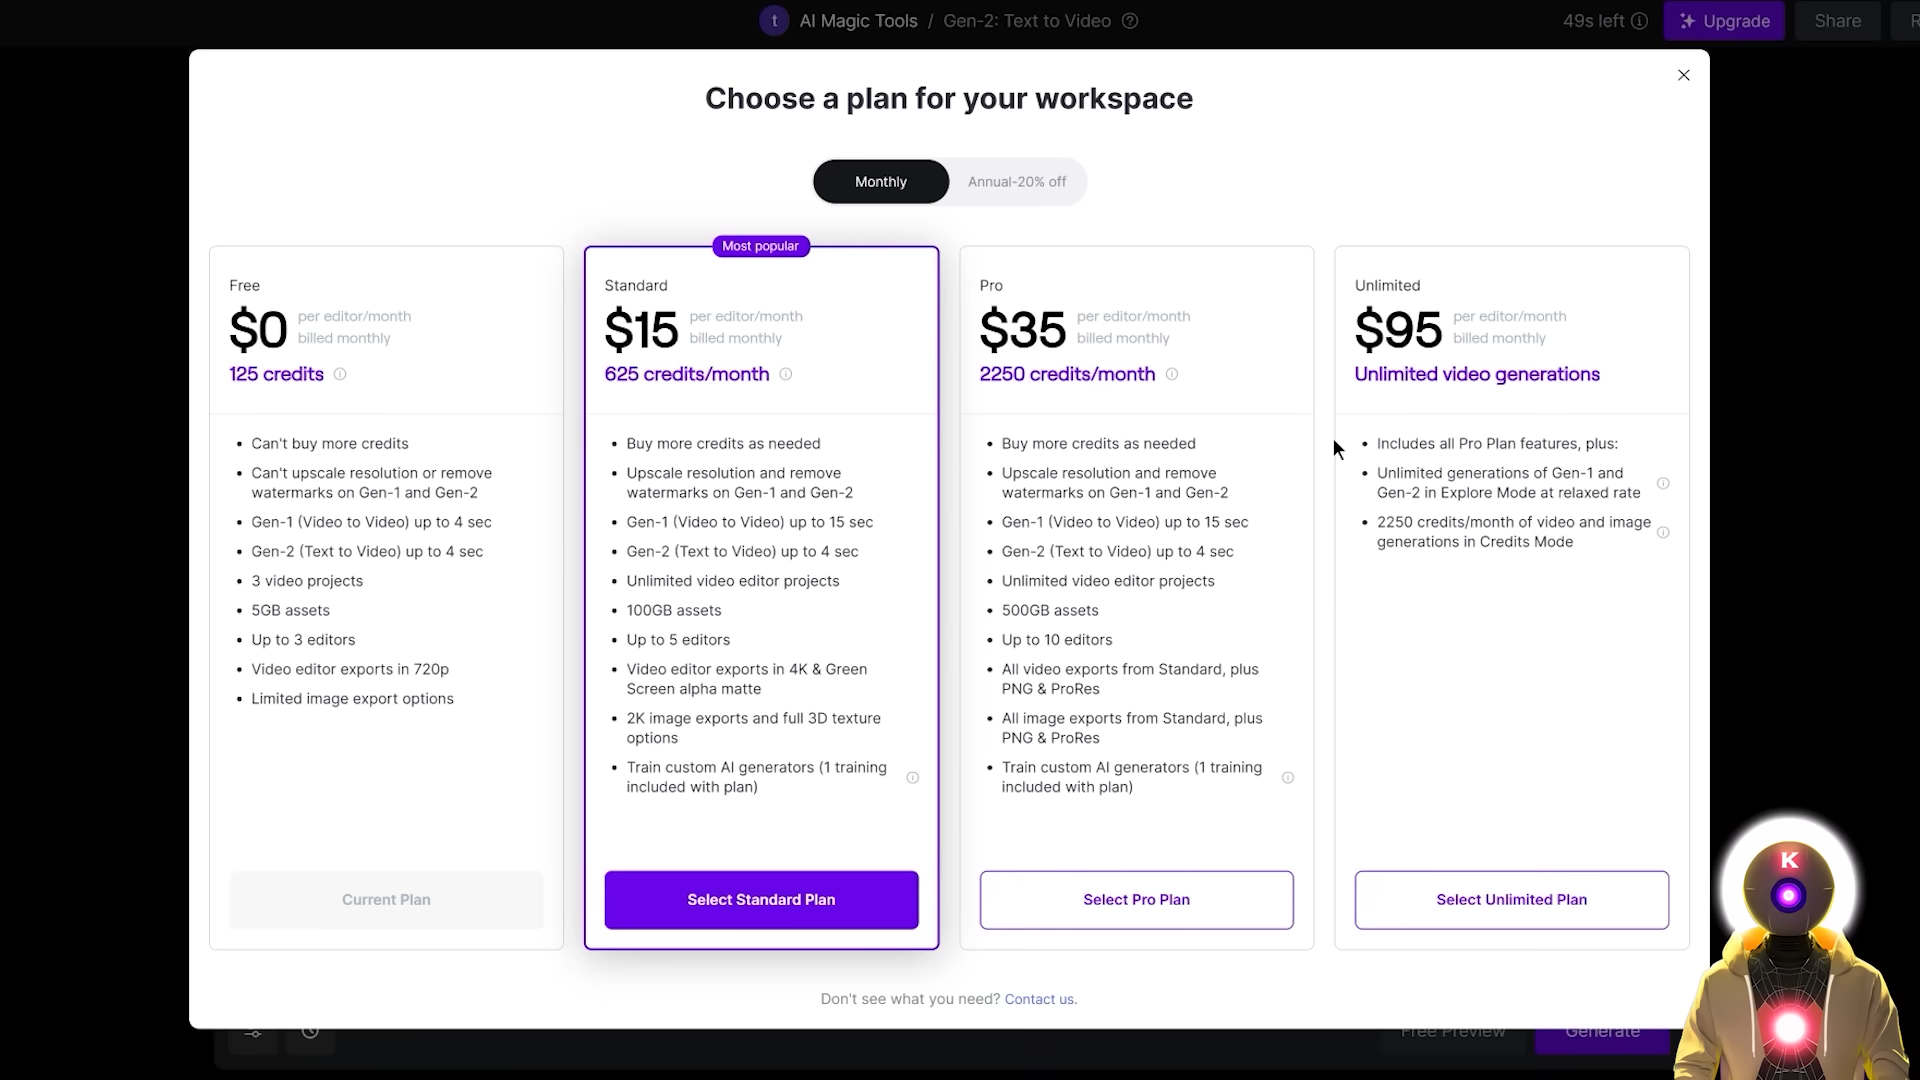 t AI Magic Tools / Gen-2: Text to Video
49s left
Upgrade
Share
R
Choose a plan for your workspace
Monthly
Annual-20% off
Free
$0 per editor/month
billed monthly
125 credits
Can't buy more credits
Can't upscale resolution or remove
watermarks on Gen-1 and Gen-2
Gen-1 (Video to Video) up to 4 sec
Gen-2 (Text to Video) up to 4 sec
3 video projects
5GB assets
Up to 3 editors
Video editor exports in 720p
Limited image export options
Current Plan
Most popular
Standard
$15 per editor/month
billed monthly
625 credits/month
Buy more credits as needed
Upscale resolution and remove
watermarks on Gen-1 and Gen-2
Gen-1 (Video to Video) up to 15 sec
Gen-2 (Text to Video) up to 4 sec
Unlimited video editor projects
100GB assets
Up to 5 editors
Video editor exports in 4K & Green
Screen alpha matte
2K image exports and full 3D texture
options
Train custom AI generators (1 training
included with plan)
Select Standard Plan
Pro
$35 per editor/month
billed monthly
2250 credits/month
Buy more credits as needed
Upscale resolution and remove
watermarks on Gen-1 and Gen-2
Gen-1 (Video to Video) up to 15 sec
Gen-2 (Text to Video) up to 4 sec
Unlimited video editor projects
500GB assets
Up to 10 editors
All video exports from Standard, plus
PNG & ProRes
All image exports from Standard, plus
PNG & ProRes
Train custom AI generators (1 training
included with plan)
Select Pro Plan
Unlimited
$95 per editor/month
billed monthly
Unlimited video generations
Includes all Pro Plan features, plus:
Unlimited generations of Gen-1 and
Gen-2 in Explore Mode at relaxed rate
2250 credits/month of video and image
generations in Credits Mode
Select Unlimited Plan
Don't see what you need? Contact us.
Free Preview
Generate
K